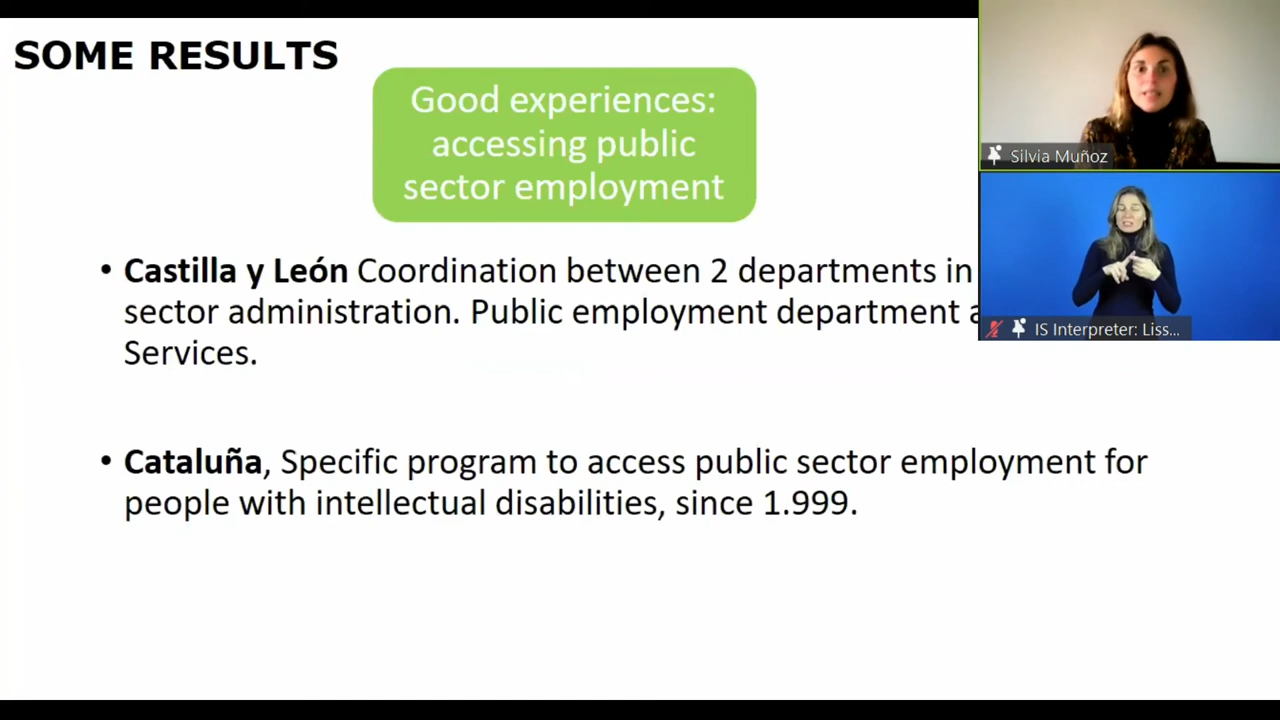 SOME RESULTS
Good experiences:
accessing public
sector employment
Silvia Muñoz
• Castilla y León Coordination between 2 departments in
sector administration. Public employment department
Services.
IS Interpreter: Liss...
• Cataluña, Specific program to access public sector employment for
people with intellectual disabilities, since 1.999.